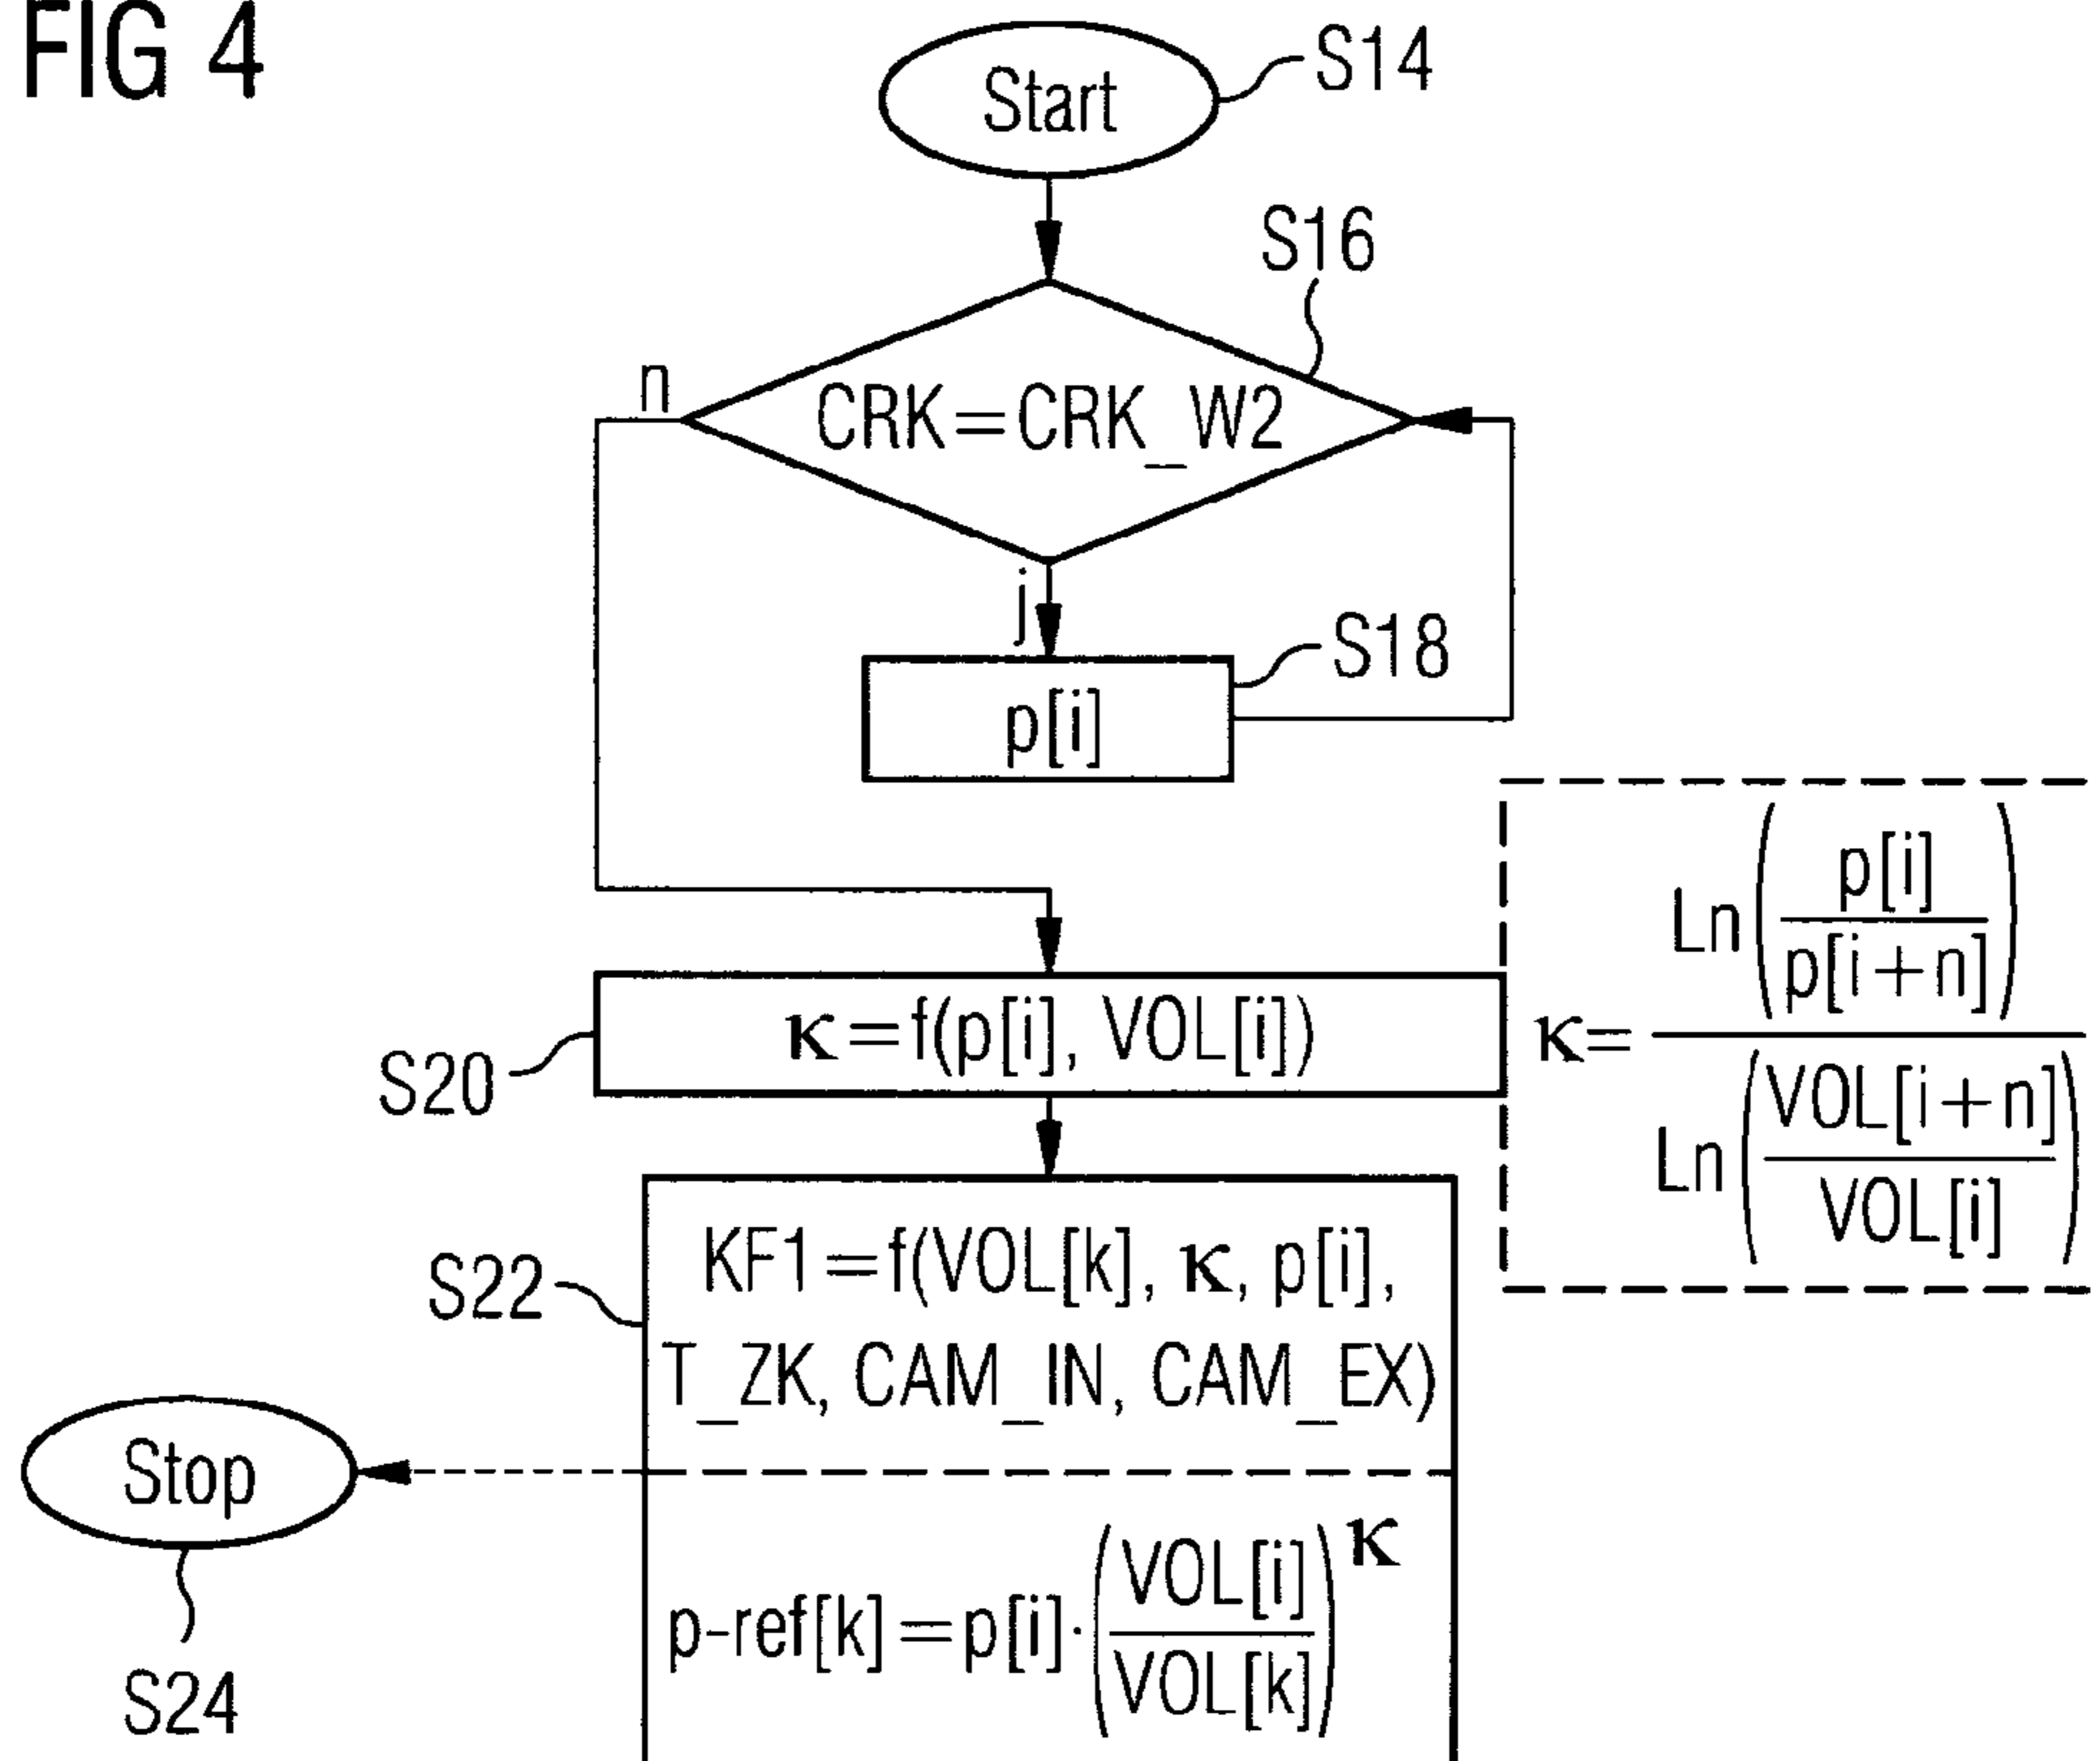 FIG 4
Start
S14
S16
n
CRK=CRK_W2
j
S18
p[i]
κ=f(p[i], VOL[i])
S20
κ= Ln(p[i]/p[i+n]) / Ln(VOL[i+n]/VOL[i])
S22
KF1=f(VOL[k], κ, p[i],
T_ZK, CAM_IN, CAM_EX)
Stop
S24
p-ref[k]=p[i]·(VOL[i]/VOL[k])^κ